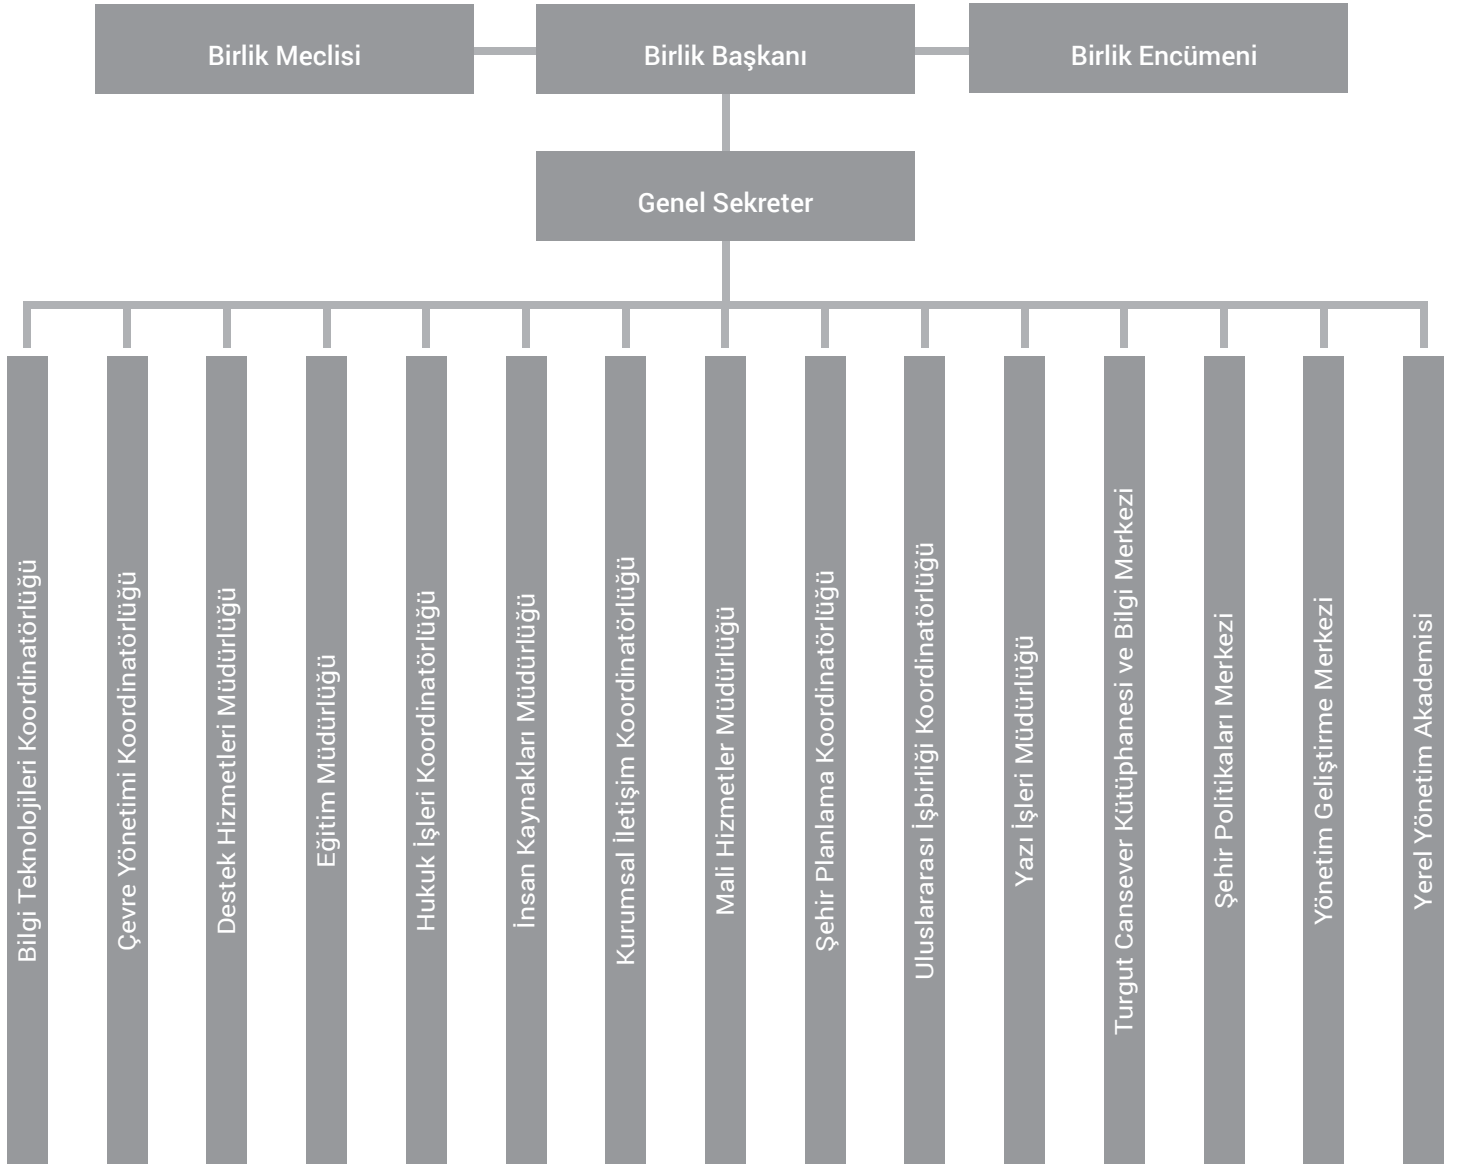 Birlik Meclisi
Birlik Başkanı
Birlik Encümeni
Genel Sekreter
Bilgi Teknolojileri Koordinatörlüğü
Çevre Yönetimi Koordinatörlüğü
Destek Hizmetleri Müdürlüğü
Eğitim Müdürlüğü
Hukuk İşleri Koordinatörlüğü
İnsan Kaynakları Müdürlüğü
Kurumsal İletişim Koordinatörlüğü
Mali Hizmetler Müdürlüğü
Şehir Planlama Koordinatörlüğü
Uluslararası İşbirliği Koordinatörlüğü
Yazı İşleri Müdürlüğü
Turgut Cansever Kütüphanesi ve Bilgi Merkezi
Şehir Politikaları Merkezi
Yönetim Geliştirme Merkezi
Yerel Yönetim Akademisi